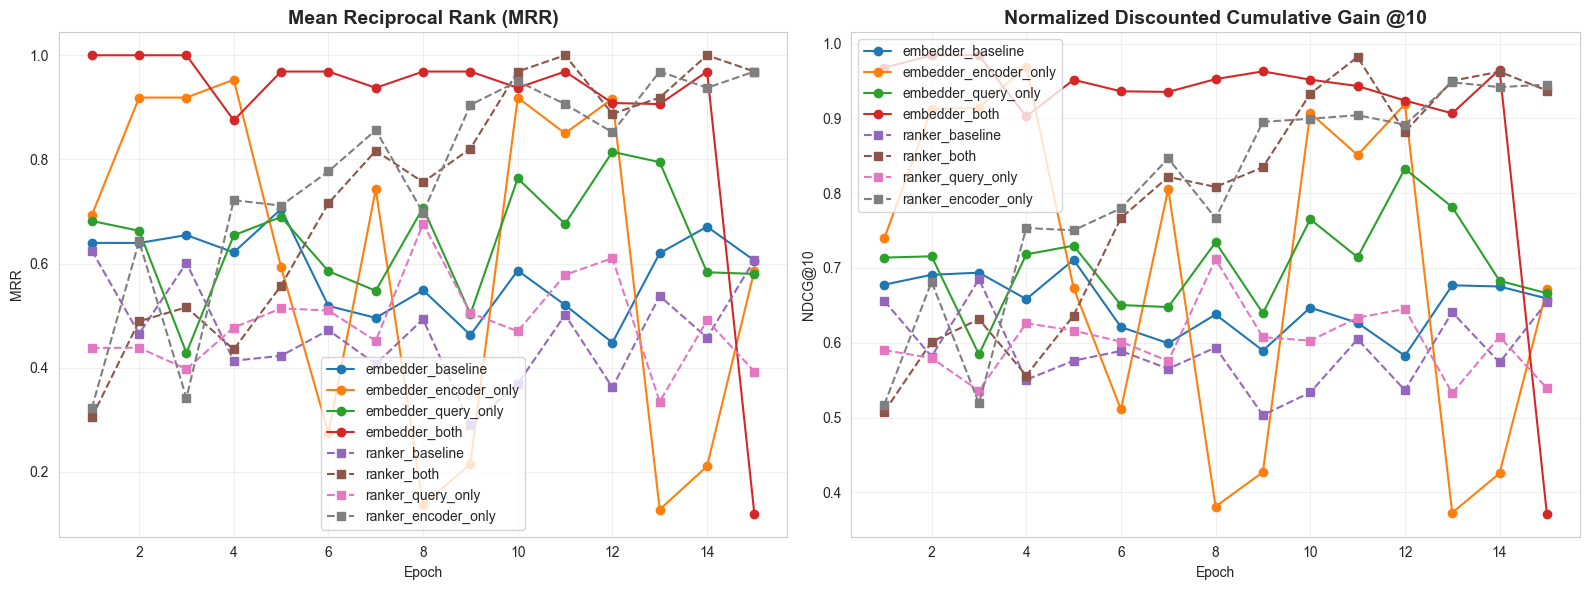 Mean Reciprocal Rank (MRR)
1.0
0.8
0.6
0.4
0.2
MRR
embedder_baseline
embedder_encoder_only
embedder_query_only
embedder_both
ranker_baseline
ranker_both
ranker_query_only
ranker_encoder_only
2
4
6
8
10
12
14
Epoch
Normalized Discounted Cumulative Gain @10
embedder_baseline
embedder_encoder_only
embedder_query_only
embedder_both
ranker_baseline
ranker_both
ranker_query_only
ranker_encoder_only
1.0
0.9
0.8
0.7
0.6
0.5
0.4
NDCG@10
2
4
6
8
10
12
14
Epoch